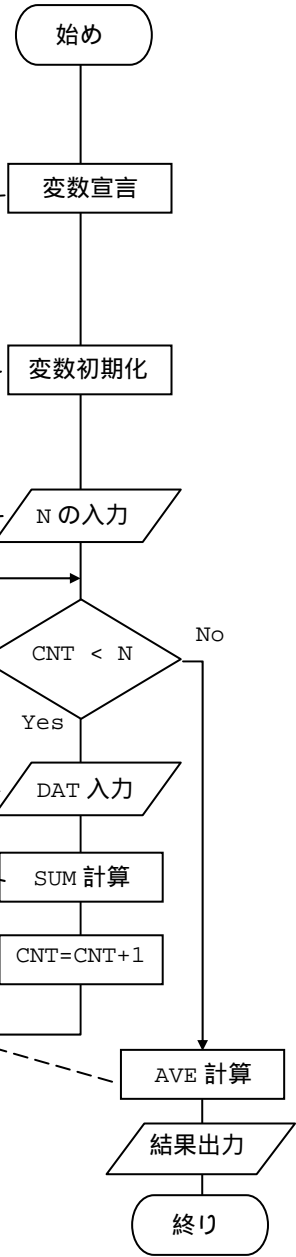 始め
変数宣言
変数初期化
N の入力
CNT < N
No
Yes
DAT 入力
SUM 計算
CNT=CNT+1
AVE 計算
結果出力
終り